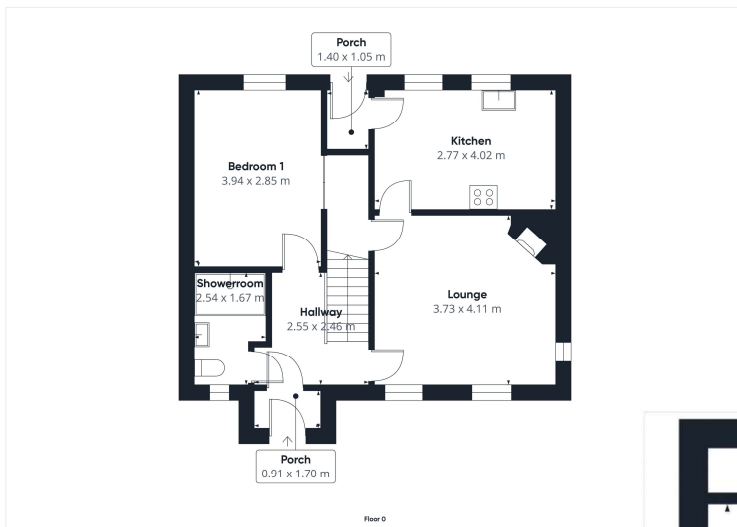 Porch
1.40 x 1.05 m
Kitchen
2.77 x 4.02 m
Bedroom 1
3.94 x 2.85 m
Showerroom
2.54 x 1.67 m
Hallway
2.55 x 2.46 m
Lounge
3.73 x 4.11 m
Porch
0.91 x 1.70 m
Floor 0